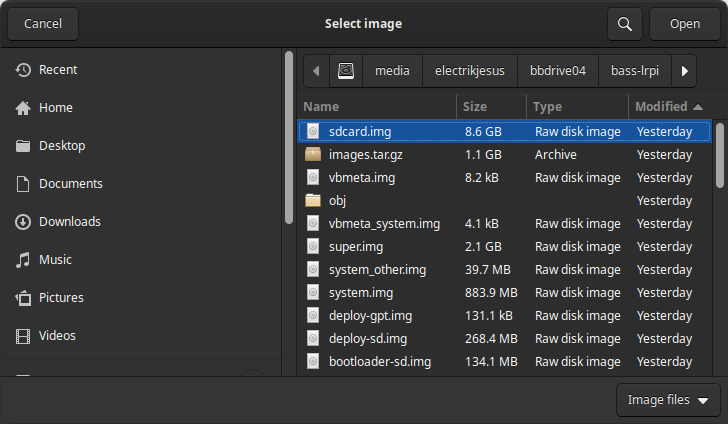 Cancel Select image Open
Recent
Home
Desktop
Documents
Downloads
Music
Pictures
Videos
media electrikjesus bbdrive04 bass-lrpi
Name Size Type Modified
sdcard.img 8.6 GB Raw disk image Yesterday
images.tar.gz 1.1 GB Archive Yesterday
vbmeta.img 8.2 kB Raw disk image Yesterday
obj Yesterday
vbmeta_system.img 4.1 kB Raw disk image Yesterday
super.img 2.1 GB Raw disk image Yesterday
system_other.img 39.7 MB Raw disk image Yesterday
system.img 883.9 MB Raw disk image Yesterday
deploy-gpt.img 131.1 kB Raw disk image Yesterday
deploy-sd.img 268.4 MB Raw disk image Yesterday
bootloader-sd.img 134.1 MB Raw disk image Yesterday
Image files